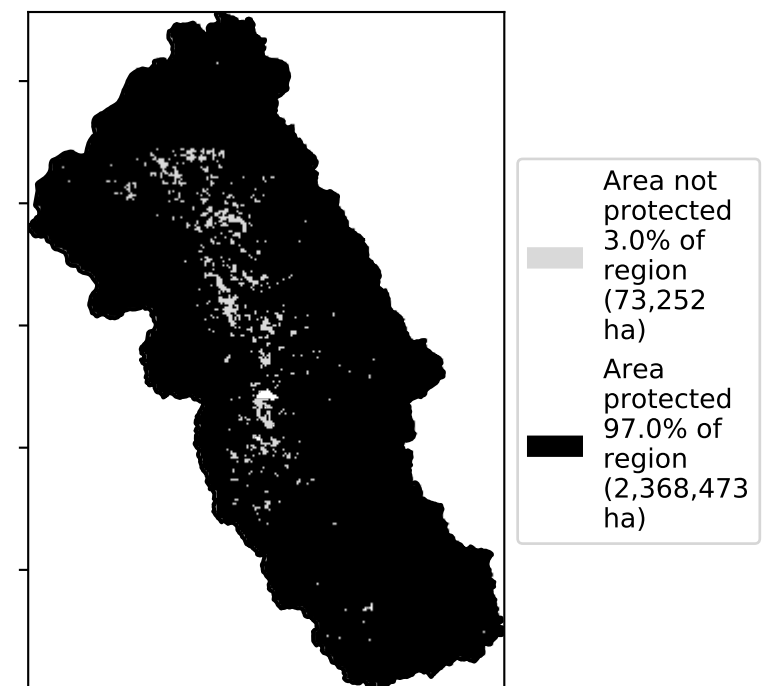 Area not
protected
3.0% of
region
(73,252
ha)
Area
protected
97.0% of
region
(2,368,473
ha)